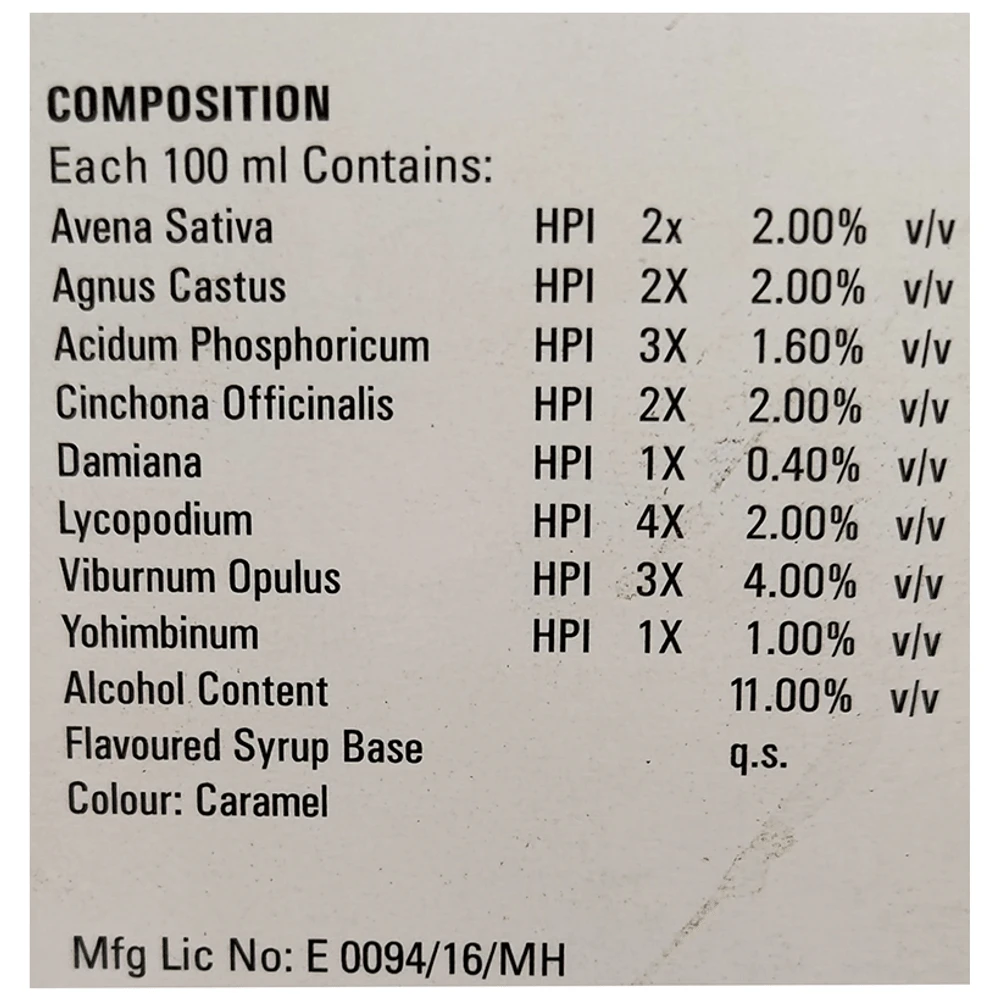 COMPOSITION
Each 100 ml Contains:
Avena Sativa HPI 2x 2.00% v/v
Agnus Castus HPI 2X 2.00% v/v
Acidum Phosphoricum HPI 3X 1.60% v/v
Cinchona Officinalis HPI 2X 2.00% v/v
Damiana HPI 1X 0.40% v/v
Lycopodium HPI 4X 2.00% v/v
Viburnum Opulus HPI 3X 4.00% v/v
Yohimbinum HPI 1X 1.00% v/v
Alcohol Content 11.00% v/v
Flavoured Syrup Base q.s.
Colour: Caramel
Mfg Lic No: E 0094/16/MH